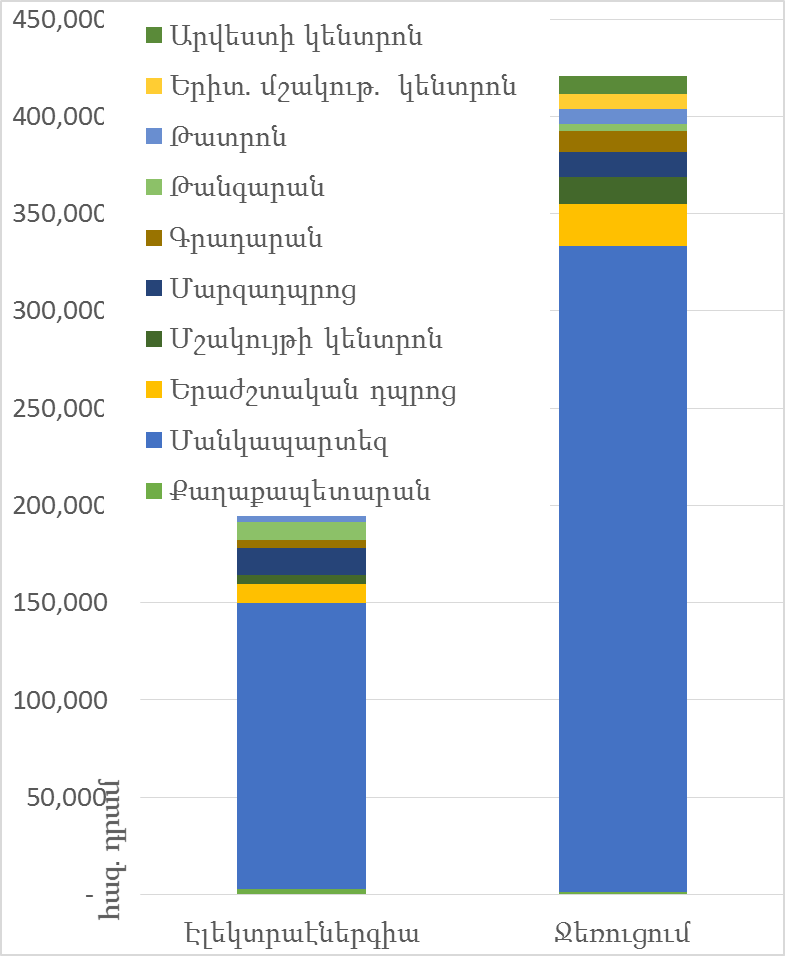 450,000
400,000
350,000
300,000
250,000
200,000
150,000
100,000
50,000
-
հազ. դրամ
Արվեստի կենտրոն
Երիտ. մշակութ. կենտրոն
Թատրոն
Թանգարան
Գրադարան
Մարզադպրոց
Մշակույթի կենտրոն
Երաժշտական դպրոց
Մանկապարտեզ
Քաղաքապետարան
Էլեկտրաէներգիա
Ջեռուցում